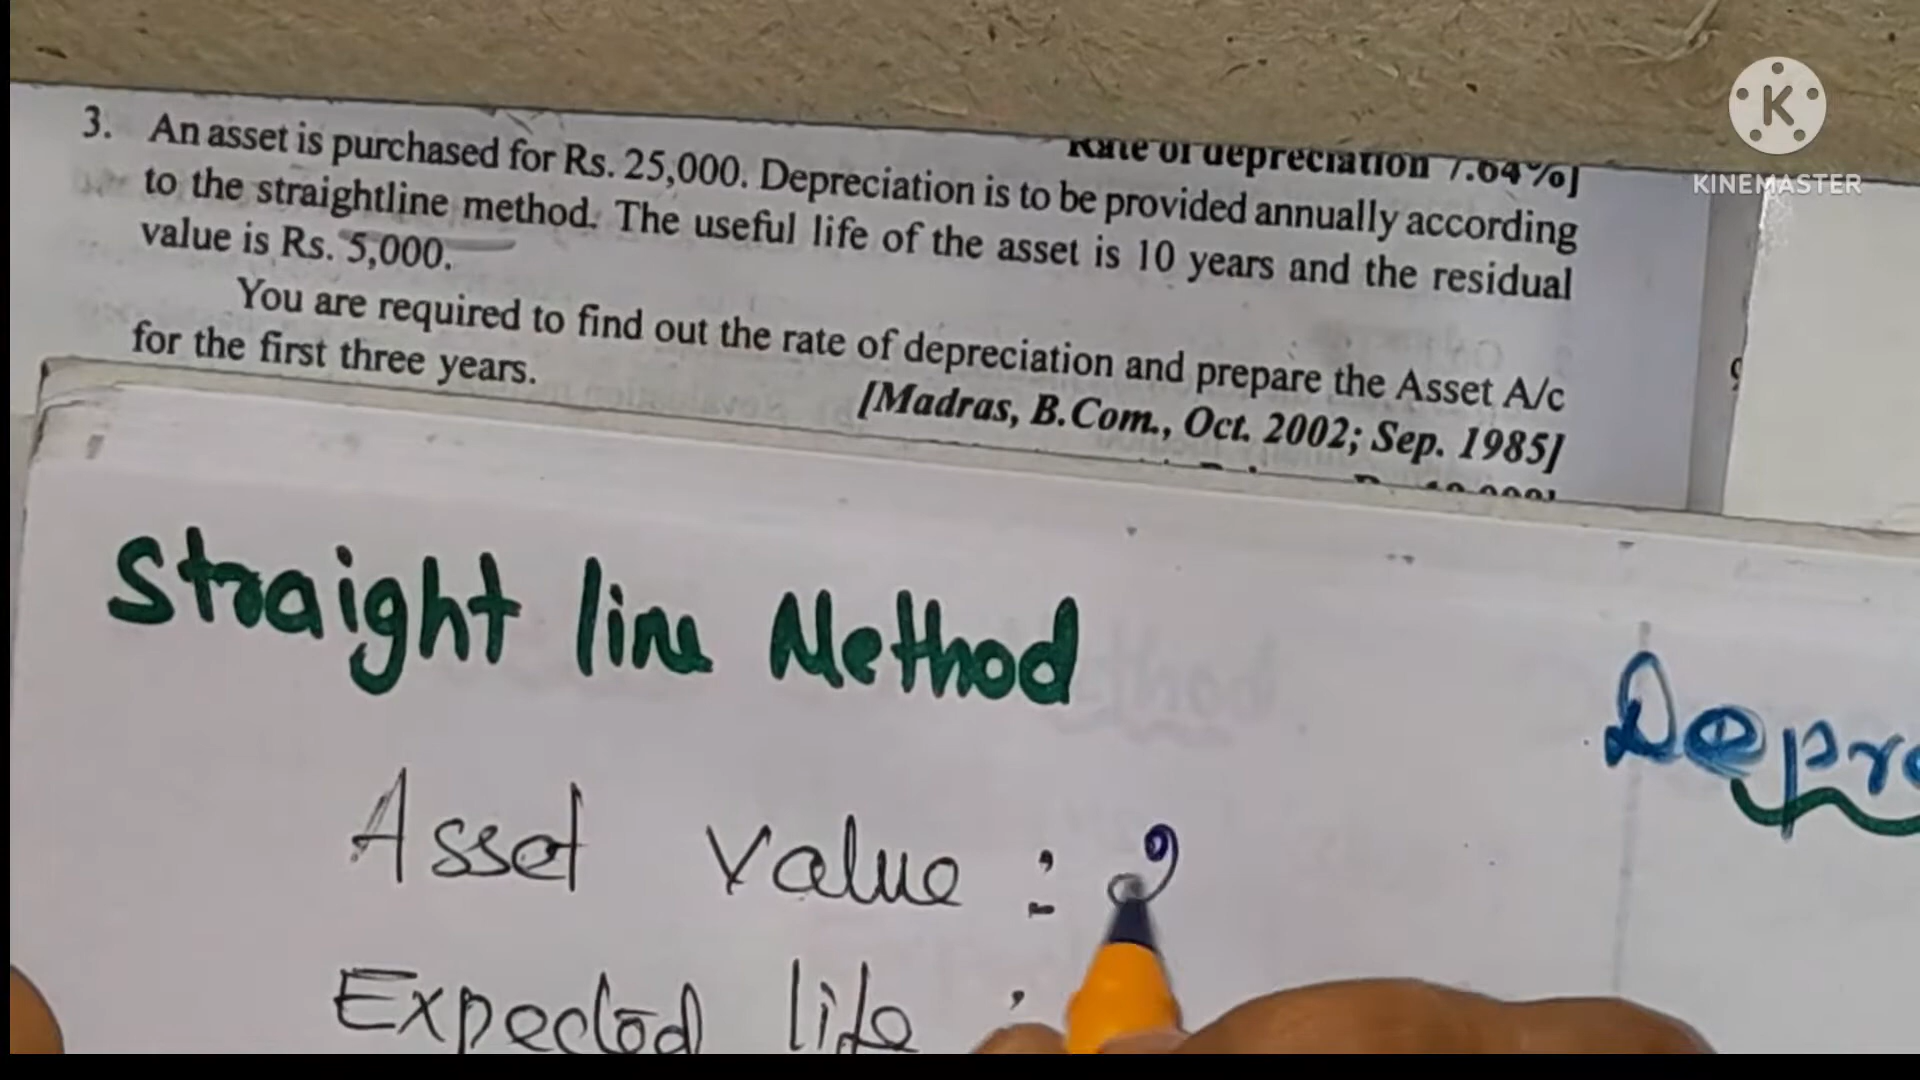 Rate of depreciation 7.64%]
3. An asset is purchased for Rs. 25,000. Depreciation is to be provided annually according
to the straightline method. The useful life of the asset is 10 years and the residual
value is Rs. 5,000.
You are required to find out the rate of depreciation and prepare the Asset A/c
for the first three years.
[Madras, B.Com., Oct. 2002; Sep. 1985]
KINEMASTER
Straight line Method
Depre
Asset value : 2
Expected life :